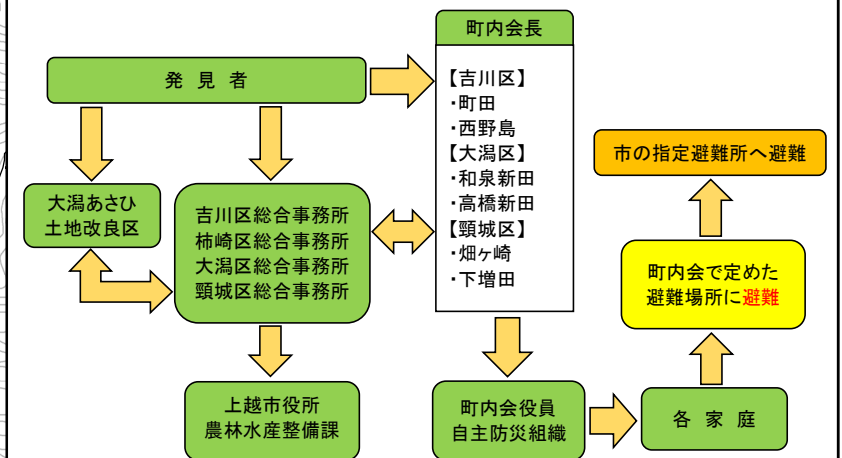 町内会長
発見者
【吉川区】
・町田
・西野島
【大潟区】
・和泉新田
・高橋新田
【頸城区】
・畑ヶ崎
・下増田
市の指定避難所へ避難
大潟あさひ
土地改良区
吉川区総合事務所
柿崎区総合事務所
大潟区総合事務所
頸城区総合事務所
町内会で定めた
避難場所に避難
上越市役所
農林水産整備課
町内会役員
自主防災組織
各家庭